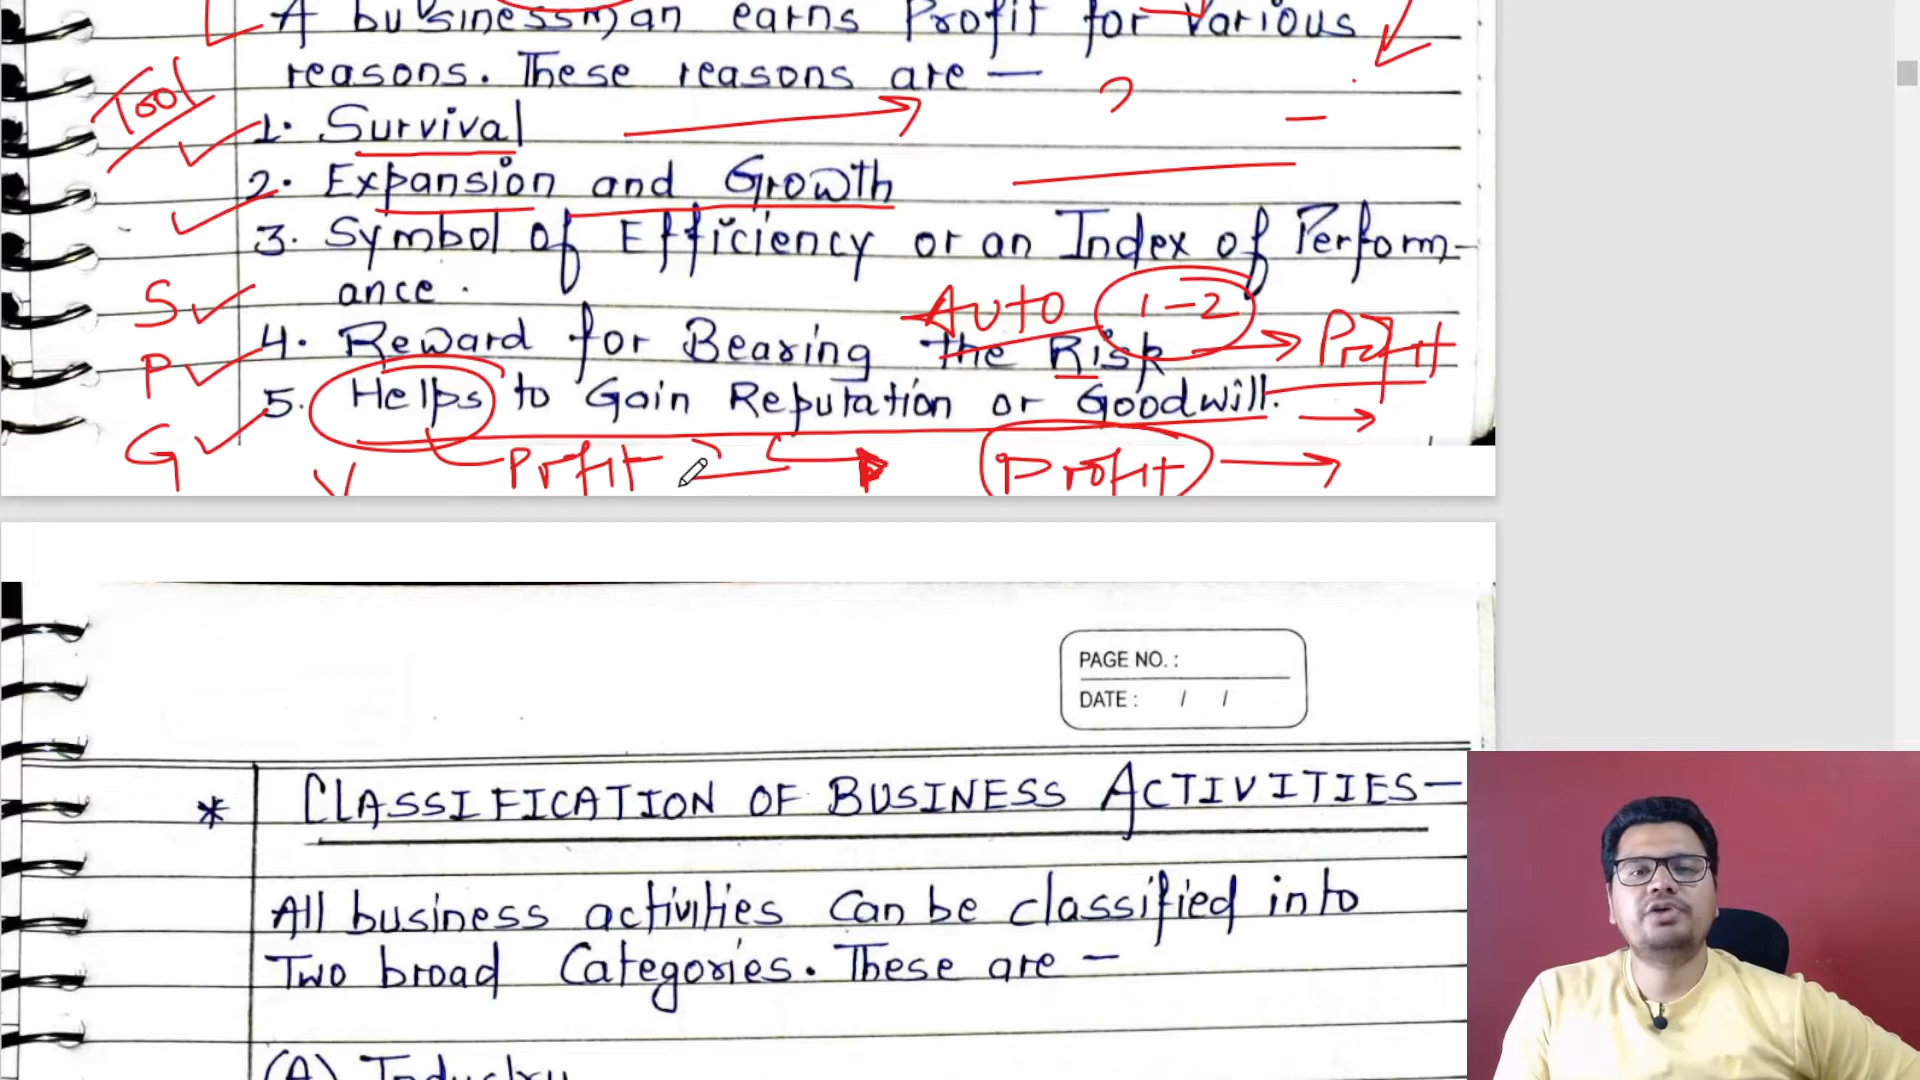 A businessman earns Profit for Various
reasons. These reasons are —
Tool
1. Survival
2. Expansion and Growth
3. Symbol of Efficiency or an Index of Perform-
ance.
S
Auto 1-2
4. Reward for Bearing the Risk
Profit
P
5. Helps to Gain Reputation or Goodwill.
G
Profit
Profit
PAGE NO. :
DATE : / /
* CLASSIFICATION OF BUSINESS ACTIVITIES—
All business activities can be classified into
Two broad Categories. These are —
(A) Industry